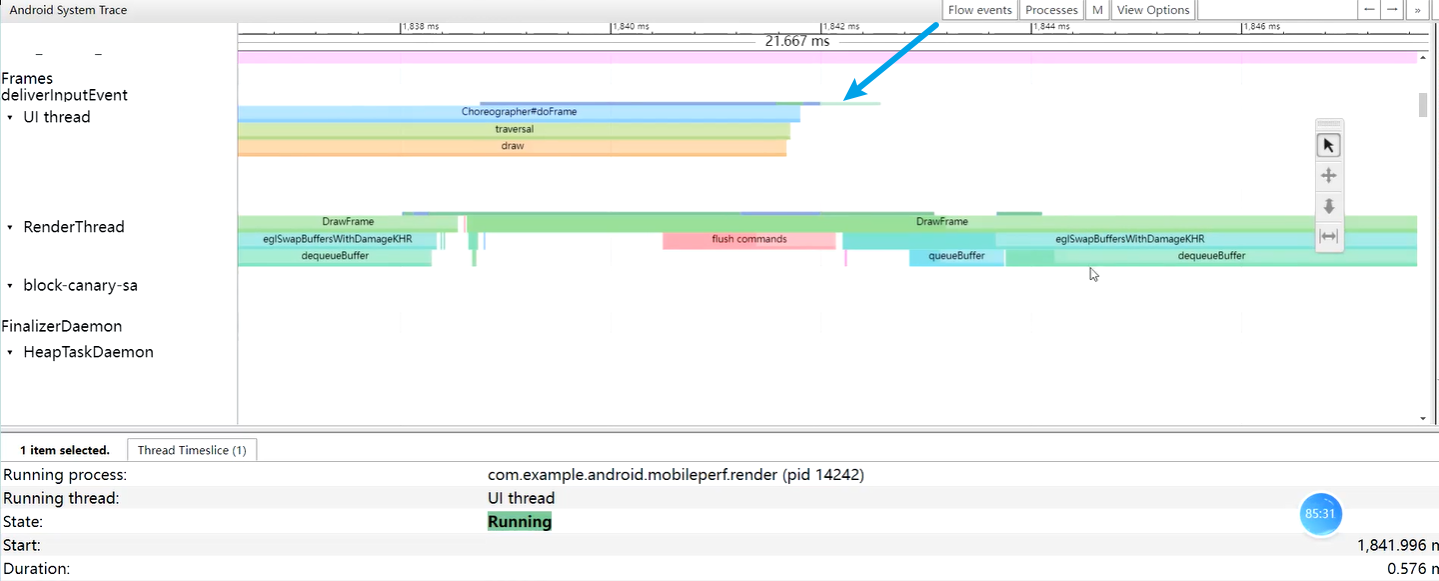 Android System Trace
Flow events Processes M View Options ← → »
1,838 ms 1,840 ms 1,842 ms 1,844 ms 1,846 ms
21.667 ms
Frames
deliverInputEvent
UI thread
Choreographer#doFrame
traversal
draw
RenderThread
DrawFrame DrawFrame
eglSwapBuffersWithDamageKHR flush commands eglSwapBuffersWithDamageKHR
dequeueBuffer queueBuffer dequeueBuffer
block-canary-sa
FinalizerDaemon
HeapTaskDaemon
1 item selected. Thread Timeslice (1)
Running process: com.example.android.mobileperf.render (pid 14242)
Running thread: UI thread
State: Running
85:31
Start: 1,841.996 m
Duration: 0.576 m